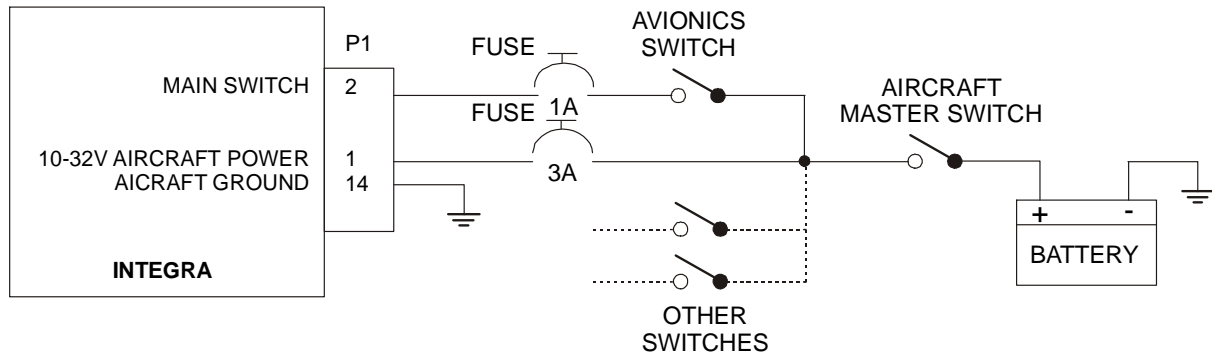 P1
MAIN SWITCH
2
10-32V AIRCRAFT POWER
1
AICRAFT GROUND
14
INTEGRA
FUSE
1A
FUSE
3A
AVIONICS
SWITCH
AIRCRAFT
MASTER SWITCH
OTHER
SWITCHES
+ -
BATTERY